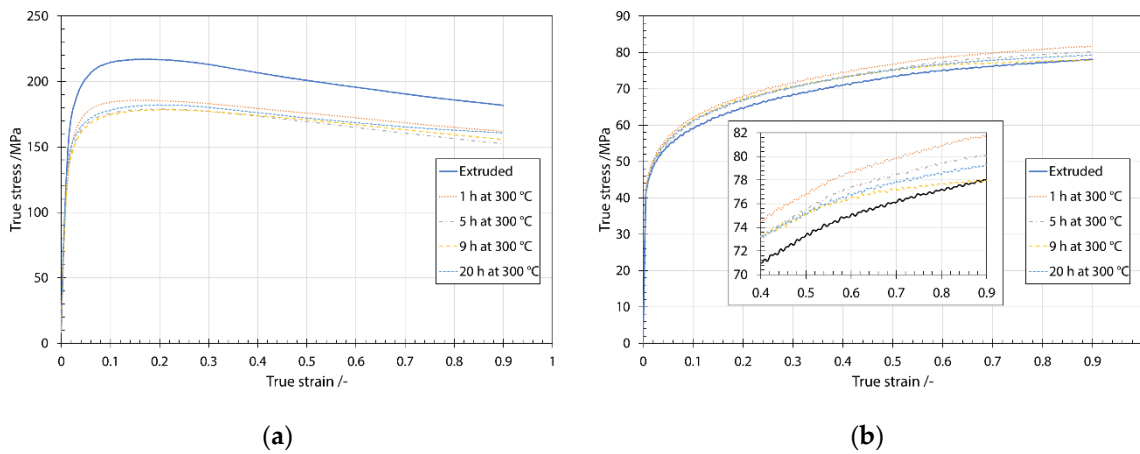 250
200
150
100
50
0
True stress /MPa
0 0.1 0.2 0.3 0.4 0.5 0.6 0.7 0.8 0.9 1
True strain /-
Extruded
1 h at 300 °C
5 h at 300 °C
9 h at 300 °C
20 h at 300 °C
(a)
90
80
70
60
50
40
30
20
10
0
True stress /MPa
0 0.1 0.2 0.3 0.4 0.5 0.6 0.7 0.8 0.9
True strain /-
82
80
78
76
74
72
70
0.4 0.5 0.6 0.7 0.8 0.9
Extruded
1 h at 300 °C
5 h at 300 °C
9 h at 300 °C
20 h at 300 °C
(b)